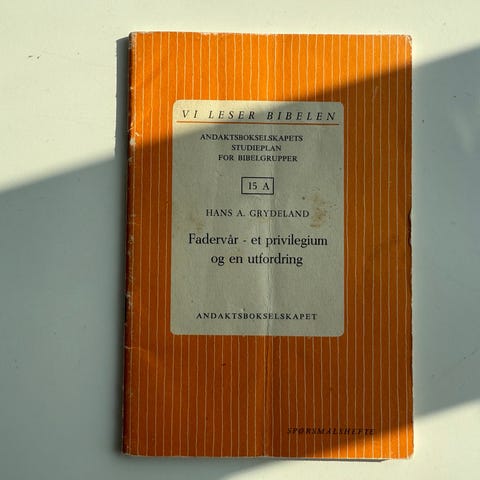 VI LESER BIBELEN
ANDAKTSBOKSELSKAPETS
STUDIEPLAN
FOR BIBELGRUPPER
15 A
HANS A. GRYDELAND
Fadervår - et privilegium
og en utfordring
ANDAKTSBOKSELSKAPET
SPØRSMÅLSHEFTE